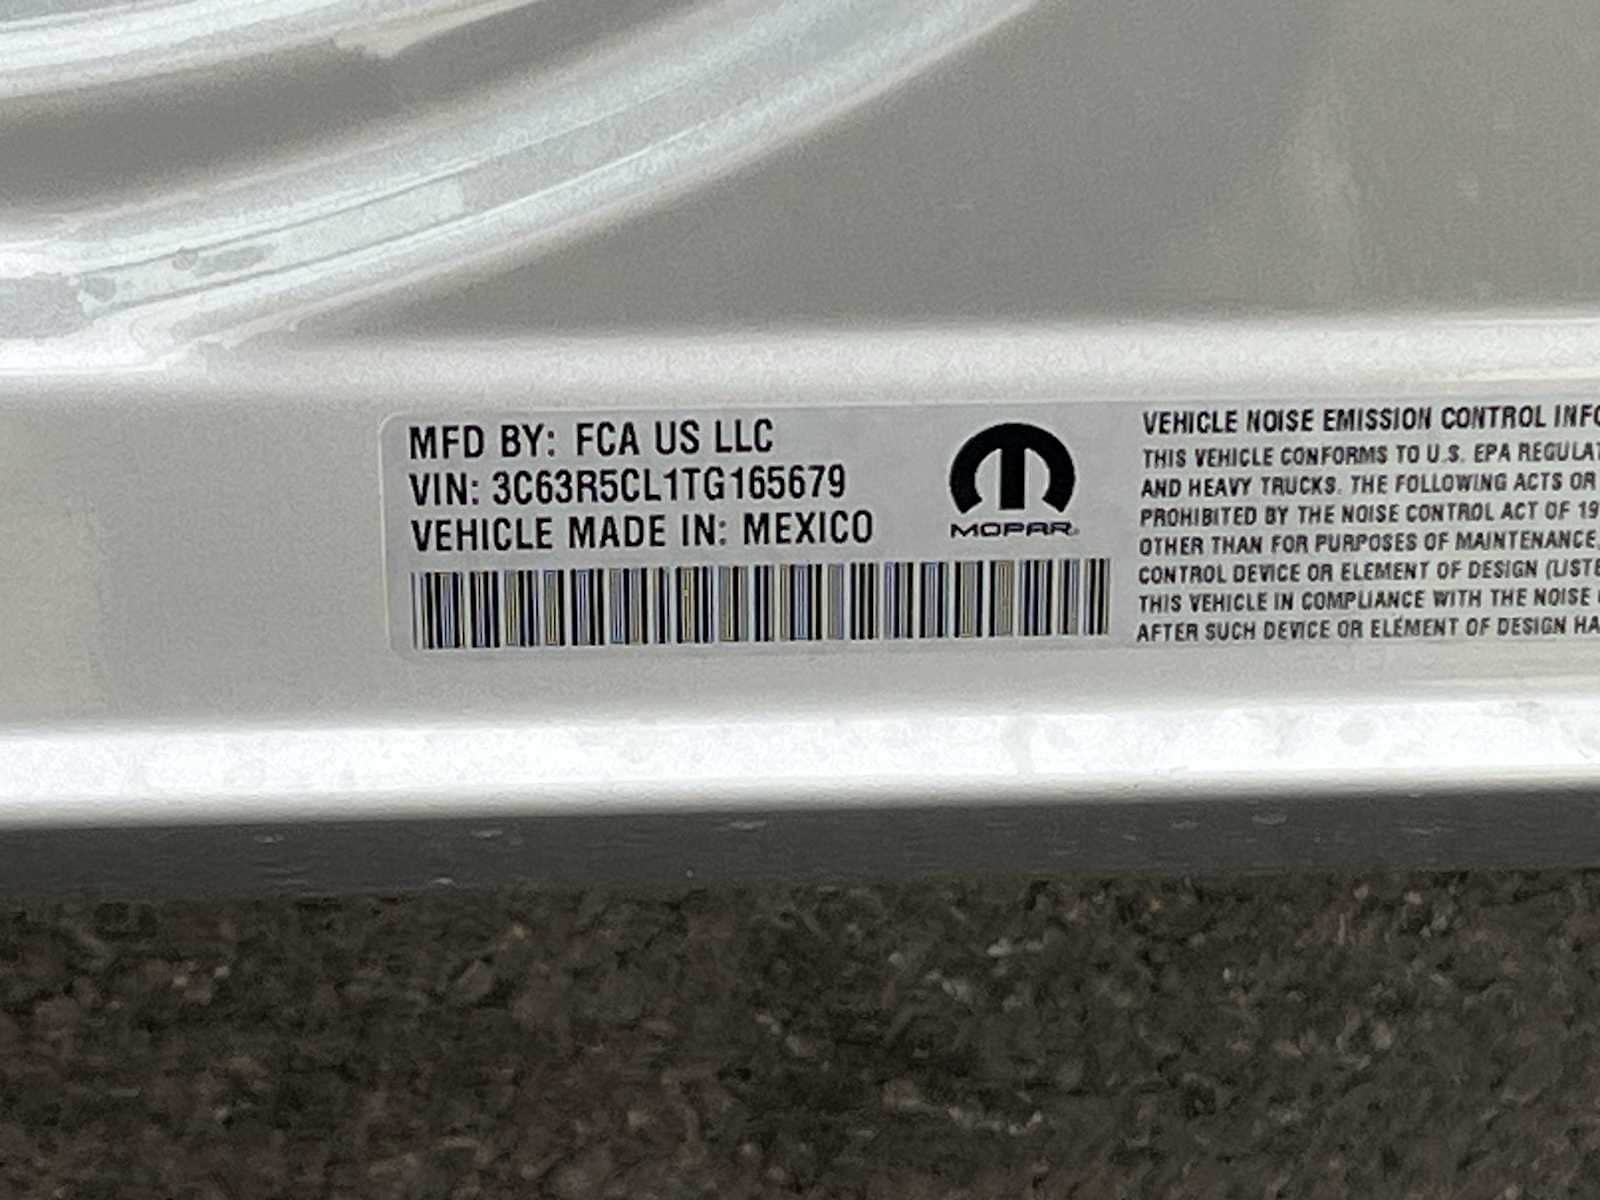 MFD BY: FCA US LLC
VIN: 3C63R5CL1TG165679
VEHICLE MADE IN: MEXICO
MOPAR®
VEHICLE NOISE EMISSION CONTROL INFO
THIS VEHICLE CONFORMS TO U.S. EPA REGULAT
AND HEAVY TRUCKS. THE FOLLOWING ACTS OR
PROHIBITED BY THE NOISE CONTROL ACT OF 19
OTHER THAN FOR PURPOSES OF MAINTENANCE,
CONTROL DEVICE OR ELEMENT OF DESIGN (LISTE
THIS VEHICLE IN COMPLIANCE WITH THE NOISE
AFTER SUCH DEVICE OR ELEMENT OF DESIGN HA